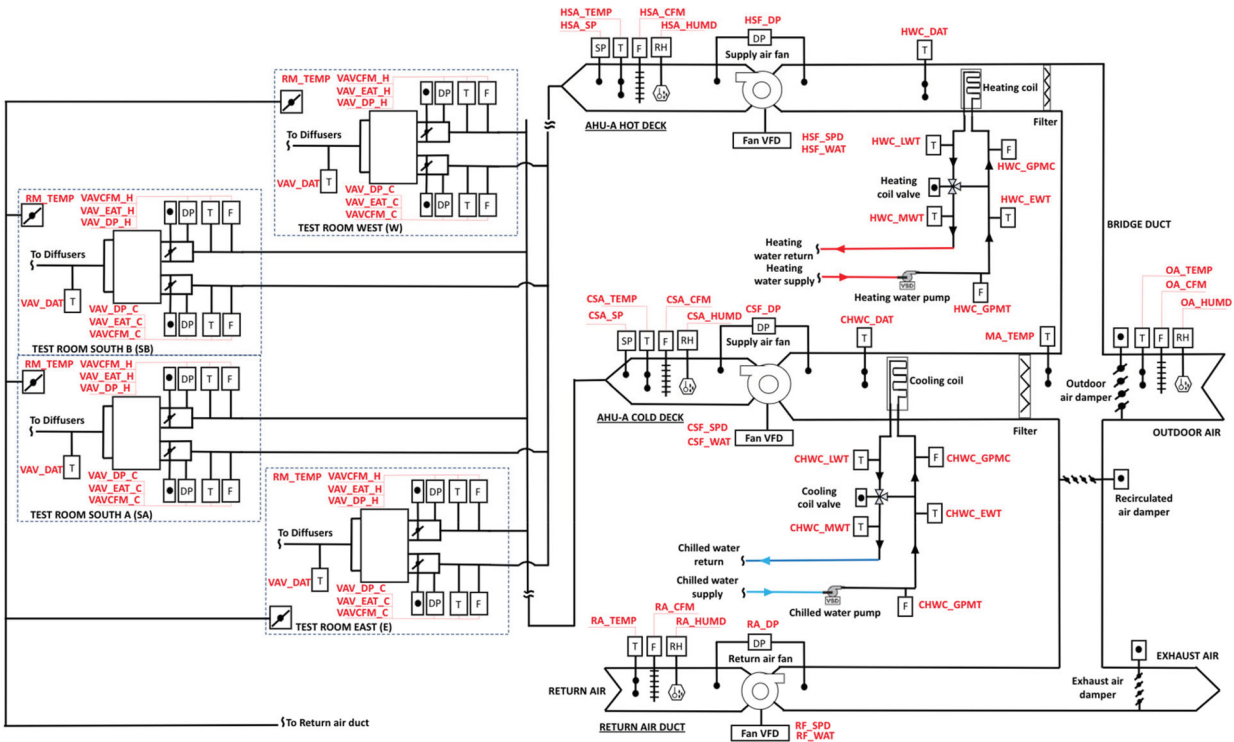 HSA_TEMP
HSA_SP
HSA_CFM
HSA_HUMD
HSF_DP
HWC_DAT
SP
T
F
RH
DP
Supply air fan
T
Heating coil
AHU-A HOT DECK
Fan VFD
HSF_SPD
HSF_WAT
Filter
HWC_LWT
T
F
HWC_GPMC
Heating
coil valve
HWC_MWT
T
T
HWC_EWT
Heating
water return
Heating
water supply
VSD
Heating water pump
F
HWC_GPMT
BRIDGE DUCT
RM_TEMP
VAVCFM_H
VAV_EAT_H
VAV_DP_H
DP
T
F
To Diffusers
T
VAV_DAT
VAV_DP_C
VAV_EAT_C
VAVCFM_C
DP
T
F
TEST ROOM WEST (W)
RM_TEMP
VAVCFM_H
VAV_EAT_H
VAV_DP_H
DP
T
F
To Diffusers
VAV_DAT
T
VAV_DP_C
VAV_EAT_C
VAVCFM_C
DP
T
F
TEST ROOM SOUTH B (SB)
RM_TEMP
VAVCFM_H
VAV_EAT_H
VAV_DP_H
DP
T
F
To Diffusers
VAV_DAT
T
VAV_DP_C
VAV_EAT_C
VAVCFM_C
DP
T
F
TEST ROOM SOUTH A (SA)
RM_TEMP
VAVCFM_H
VAV_EAT_H
VAV_DP_H
DP
T
F
To Diffusers
VAV_DAT
T
VAV_DP_C
VAV_EAT_C
VAVCFM_C
DP
T
F
TEST ROOM EAST (E)
To Return air duct
CSA_TEMP
CSA_SP
CSA_CFM
CSA_HUMD
CSF_DP
CHWC_DAT
MA_TEMP
SP
T
F
RH
DP
Supply air fan
T
T
Cooling coil
AHU-A COLD DECK
CSF_SPD
CSF_WAT
Fan VFD
Filter
CHWC_LWT
T
F
CHWC_GPMC
Cooling
coil valve
CHWC_MWT
T
T
CHWC_EWT
Chilled water
return
Chilled water
supply
VSD
Chilled water pump
F
CHWC_GPMT
OA_TEMP
OA_CFM
OA_HUMD
T
F
RH
Outdoor
air damper
OUTDOOR AIR
Recirculated
air damper
RA_TEMP
RA_CFM
RA_HUMD
RA_DP
T
F
RH
DP
Return air fan
RETURN AIR
RETURN AIR DUCT
Fan VFD
RF_SPD
RF_WAT
EXHAUST AIR
Exhaust air
damper